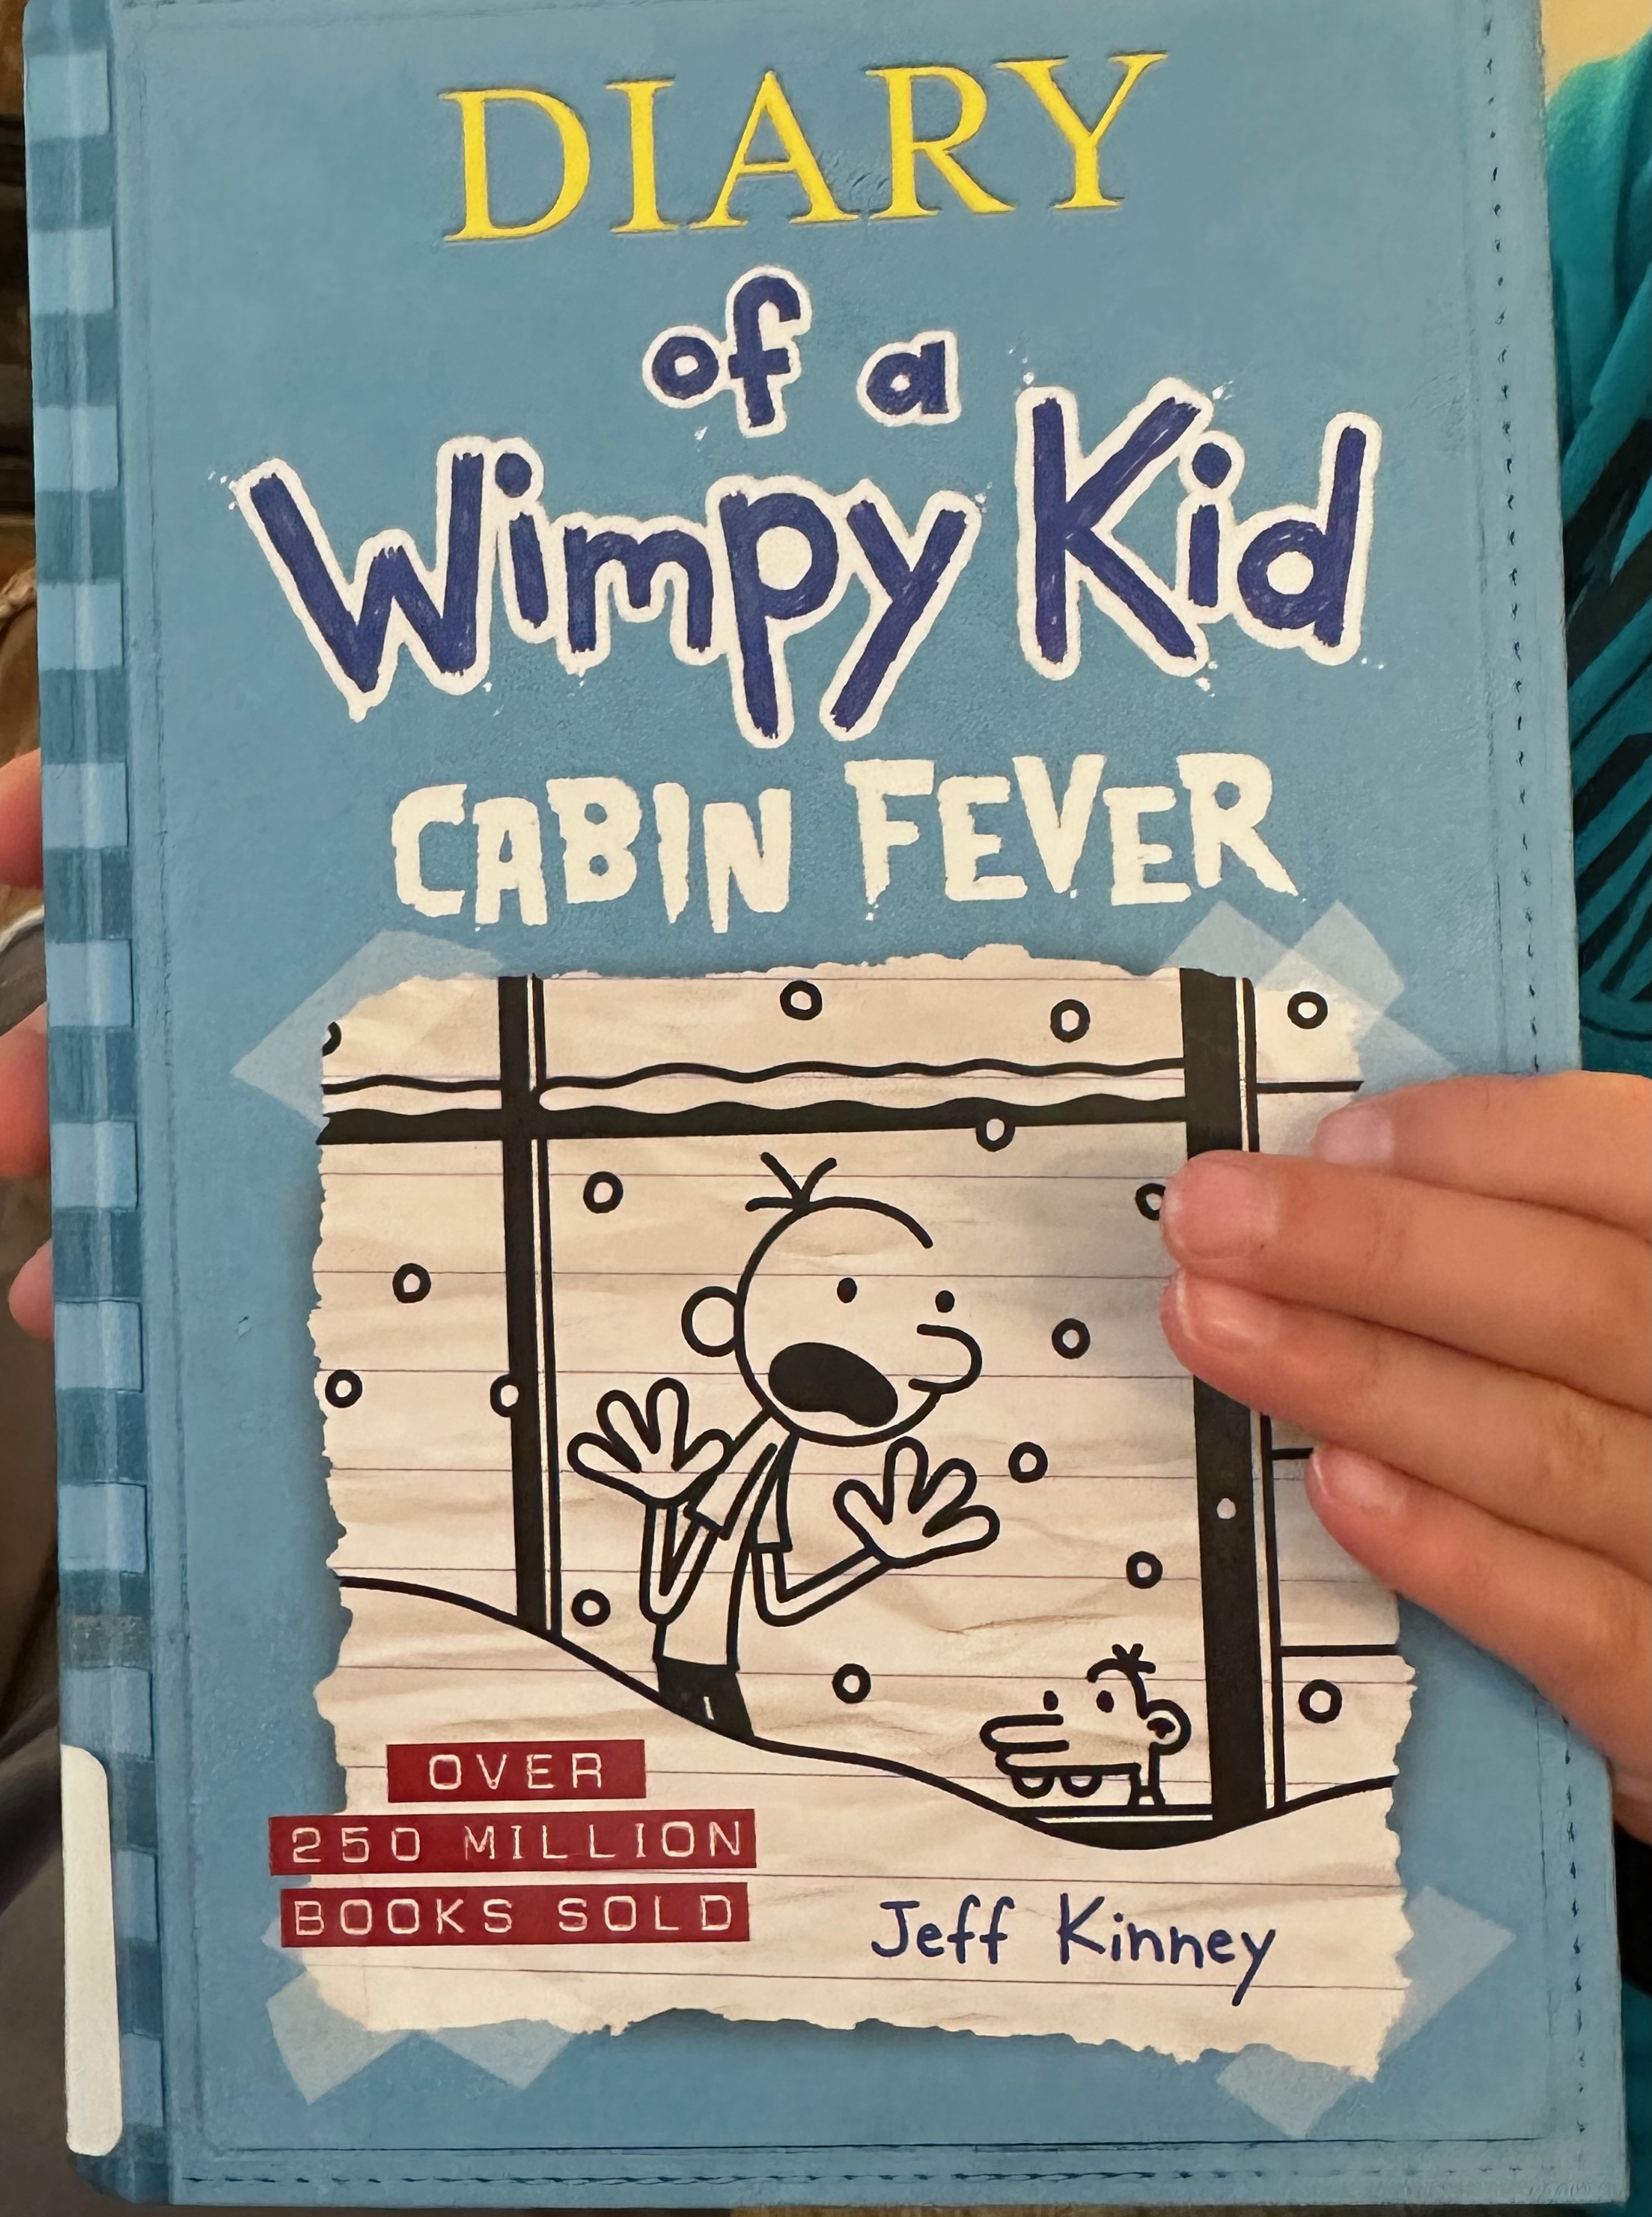 DIARY
of a
Wimpy Kid
CABIN FEVER
OVER
250 MILLION
BOOKS SOLD
Jeff Kinney